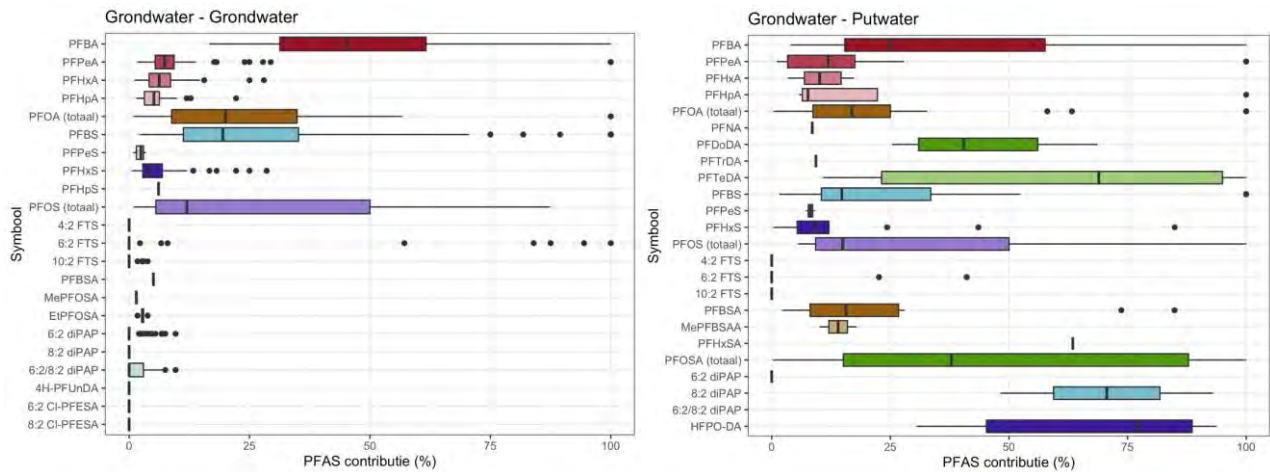 Grondwater - Grondwater
Symbool
PFBA
PFPeA
PFHxA
PFHpA
PFOA (totaal)
PFBS
PFPeS
PFHxS
PFHpS
PFOS (totaal)
4:2 FTS
6:2 FTS
10:2 FTS
PFBSA
MePFOSA
EtPFOSA
6:2 diPAP
8:2 diPAP
6:2/8:2 diPAP
4H-PFUnDA
6:2 Cl-PFESA
8:2 Cl-PFESA
0 25 50 75 100
PFAS contributie (%)
Grondwater - Putwater
Symbool
PFBA
PFPeA
PFHxA
PFHpA
PFOA (totaal)
PFNA
PFDoDA
PFTrDA
PFTeDA
PFBS
PFPeS
PFHxS
PFOS (totaal)
4:2 FTS
6:2 FTS
10:2 FTS
PFBSA
MePFBSAA
PFHxSA
PFOSA (totaal)
6:2 diPAP
8:2 diPAP
6:2/8:2 diPAP
HFPO-DA
0 25 50 75 100
PFAS contributie (%)